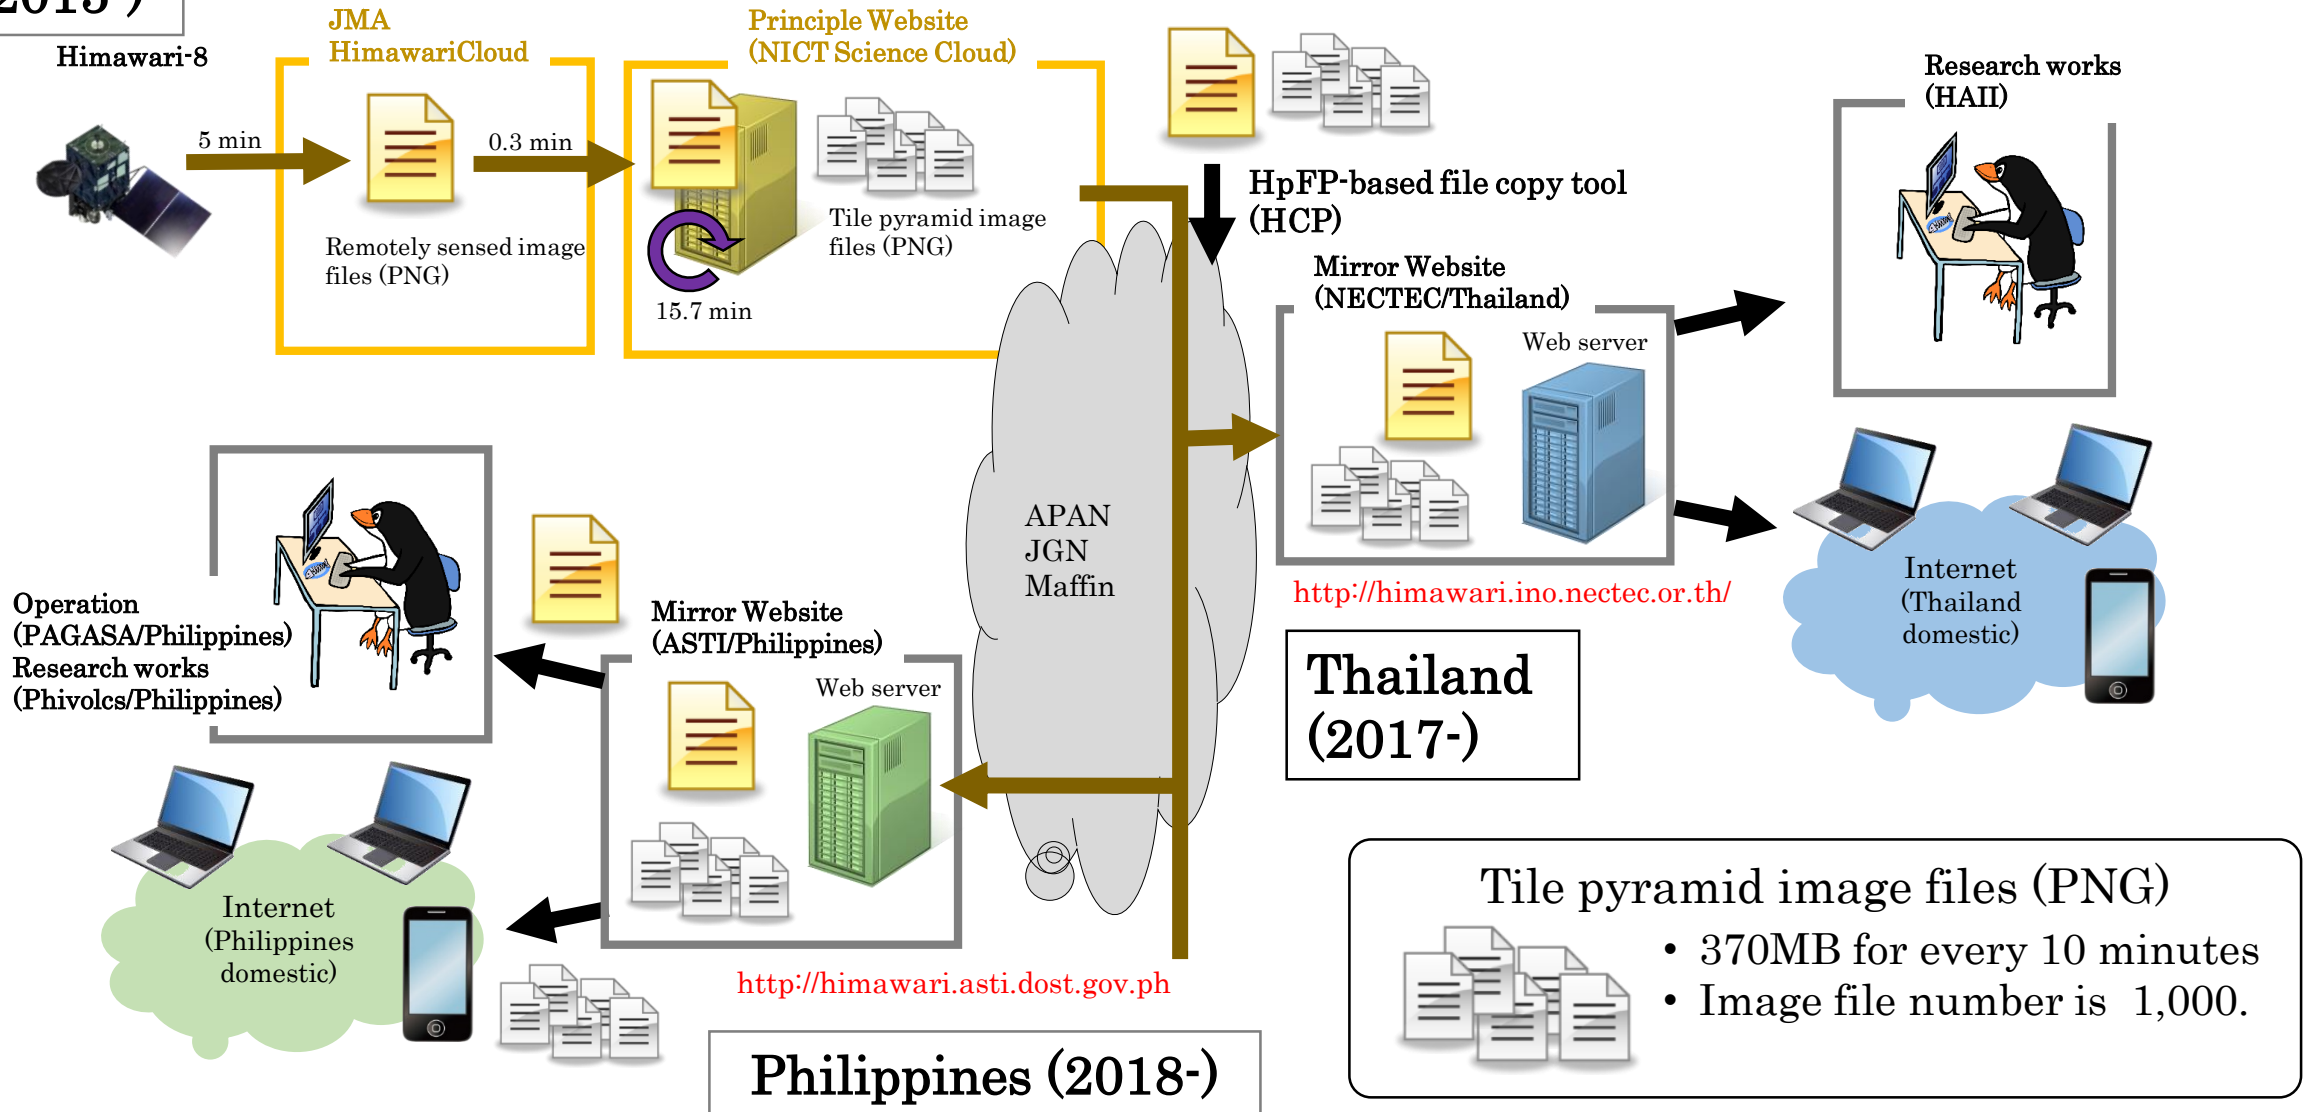 2015-)
Himawari-8
JMA
HimawariCloud
Principle Website
(NICT Science Cloud)
5 min
0.3 min
Remotely sensed image
files (PNG)
Tile pyramid image
files (PNG)
15.7 min
HpFP-based file copy tool
(HCP)
Mirror Website
(NECTEC/Thailand)
Web server
http://himawari.ino.nectec.or.th/
Research works
(HAII)
Internet
(Thailand
domestic)
Thailand
(2017-)
APAN
JGN
Maffin
Operation
(PAGASA/Philippines)
Research works
(Phivolcs/Philippines)
Mirror Website
(ASTI/Philippines)
Web server
Internet
(Philippines
domestic)
http://himawari.asti.dost.gov.ph
Philippines (2018-)
Tile pyramid image files (PNG)
• 370MB for every 10 minutes
• Image file number is 1,000.